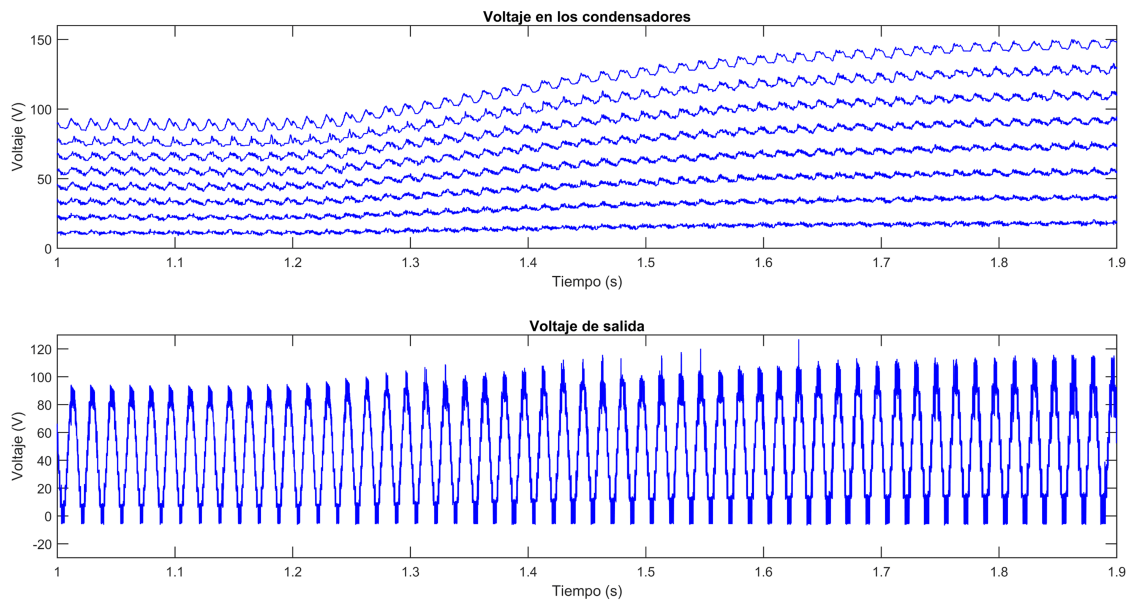 Voltaje en los condensadores
Voltaje (V)
150
100
50
0
1 1.1 1.2 1.3 1.4 1.5 1.6 1.7 1.8 1.9
Tiempo (s)
Voltaje de salida
Voltaje (V)
120
100
80
60
40
20
0
-20
1 1.1 1.2 1.3 1.4 1.5 1.6 1.7 1.8 1.9
Tiempo (s)